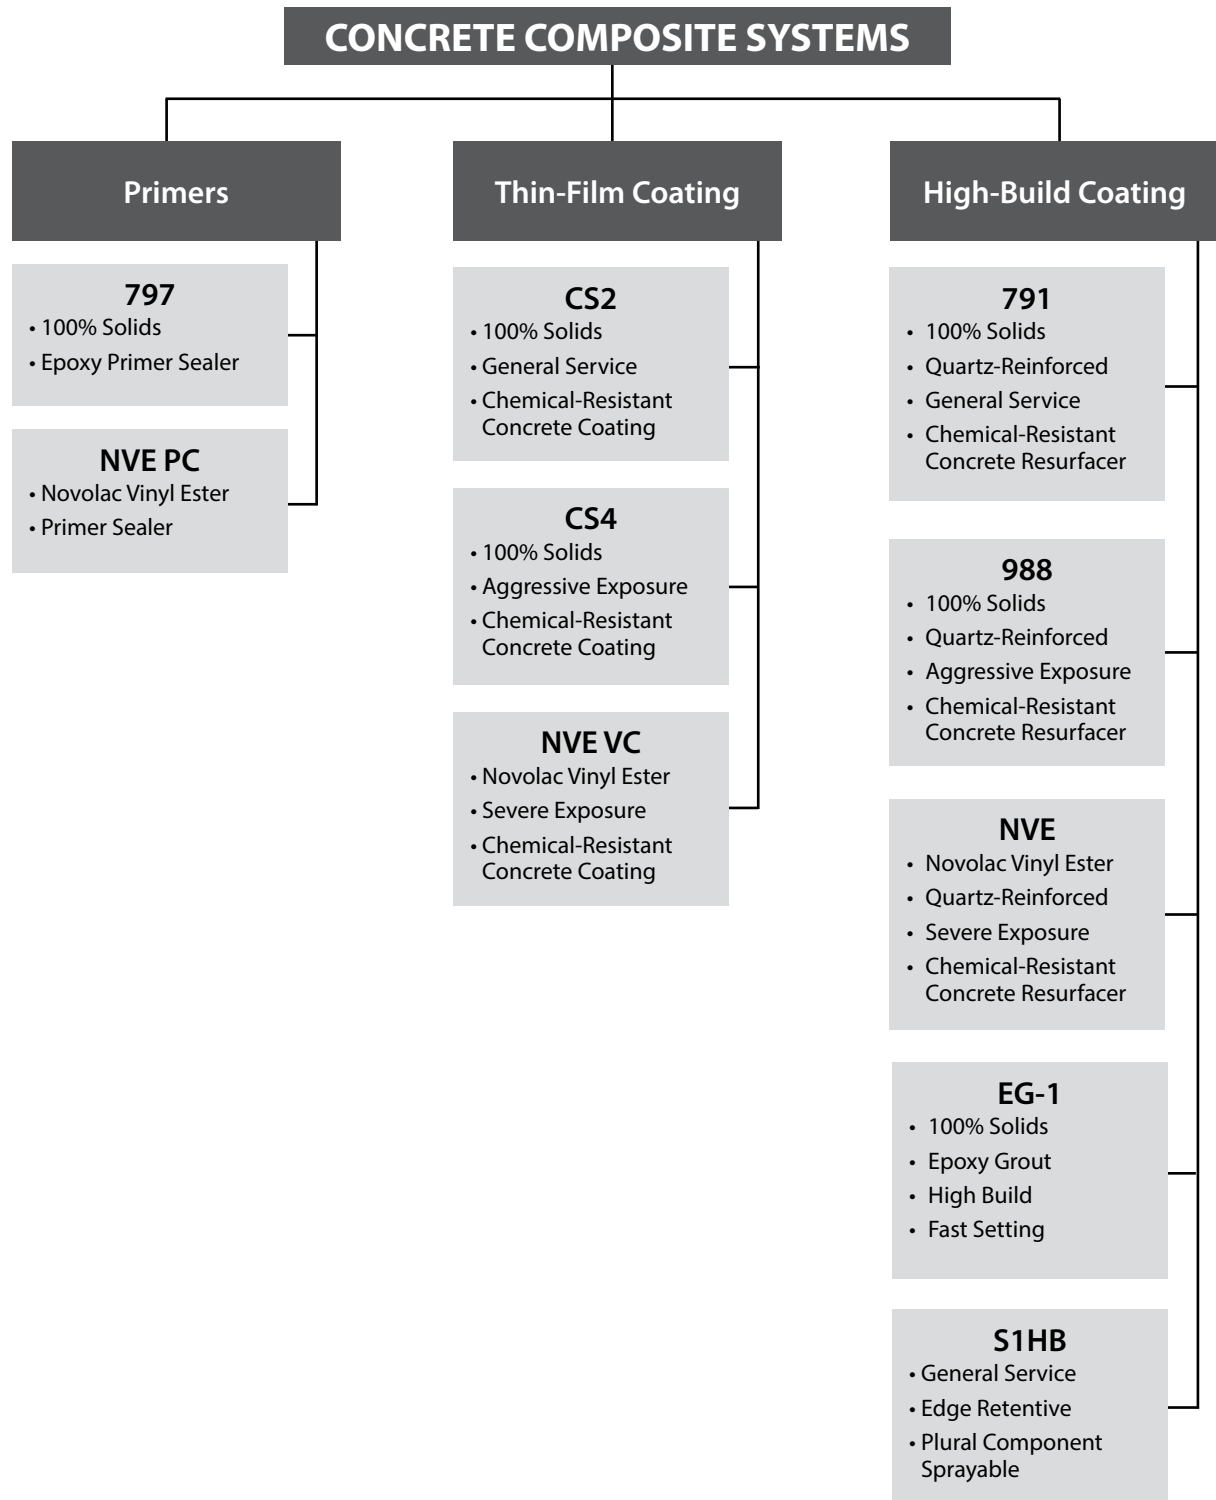 CONCRETE COMPOSITE SYSTEMS
Primers
797
• 100% Solids
• Epoxy Primer Sealer
NVE PC
• Novolac Vinyl Ester
• Primer Sealer
Thin-Film Coating
CS2
• 100% Solids
• General Service
• Chemical-Resistant
Concrete Coating
CS4
• 100% Solids
• Aggressive Exposure
• Chemical-Resistant
Concrete Coating
NVE VC
• Novolac Vinyl Ester
• Severe Exposure
• Chemical-Resistant
Concrete Coating
High-Build Coating
791
• 100% Solids
• Quartz-Reinforced
• General Service
• Chemical-Resistant
Concrete Resurfacer
988
• 100% Solids
• Quartz-Reinforced
• Aggressive Exposure
• Chemical-Resistant
Concrete Resurfacer
NVE
• Novolac Vinyl Ester
• Quartz-Reinforced
• Severe Exposure
• Chemical-Resistant
Concrete Resurfacer
EG-1
• 100% Solids
• Epoxy Grout
• High Build
• Fast Setting
S1HB
• General Service
• Edge Retentive
• Plural Component
Sprayable